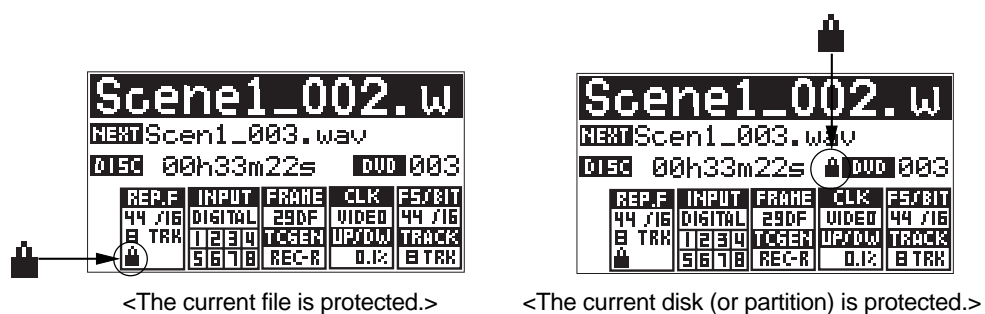 Scene1_002.w
NEXT Scen1_003.wav
DISC 00h33m22s DVD 003
REP.F INPUT FRAME CLK FS/BIT
44 /16 DIGITAL 29DF VIDEO 44 /16
8 TRK 1 2 3 4 TCGEN UP/DW TRACK
5 6 7 8 REC-R 0.1% 8 TRK
<The current file is protected.>
Scene1_002.w
NEXT Scen1_003.wav
DISC 00h33m22s DVD 003
REP.F INPUT FRAME CLK FS/BIT
44 /16 DIGITAL 29DF VIDEO 44 /16
8 TRK 1 2 3 4 TCGEN UP/DW TRACK
5 6 7 8 REC-R 0.1% 8 TRK
<The current disk (or partition) is protected.>